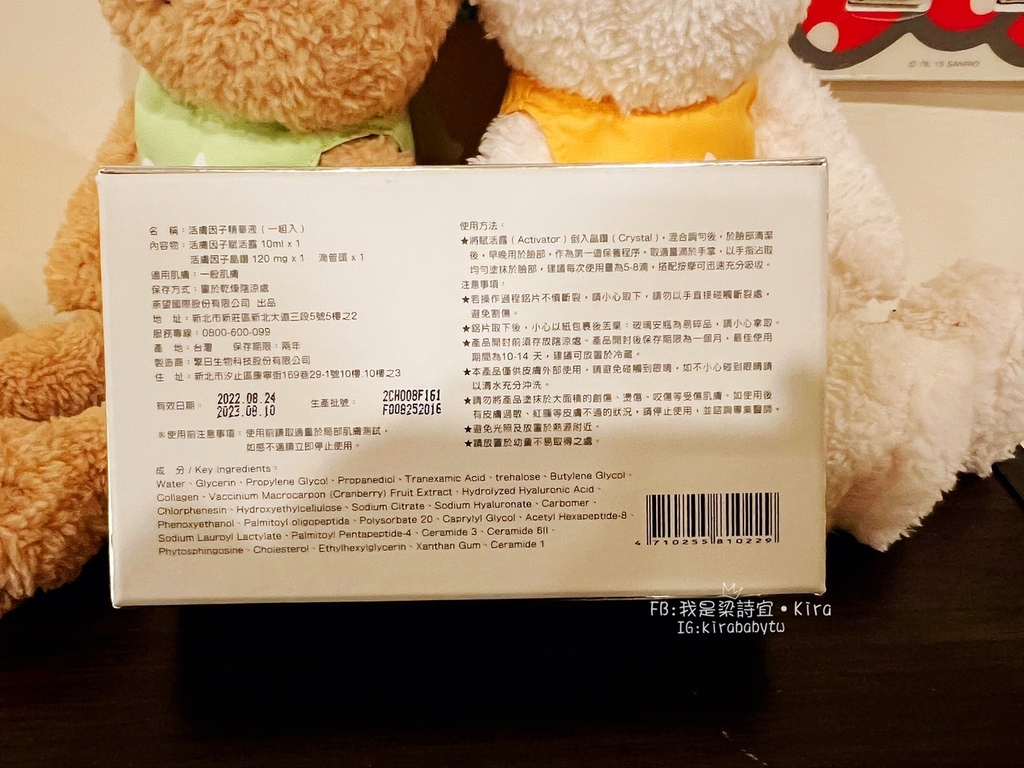 © '76, '15 SANRIO
名　稱：活膚因子精華液（一組入）
內容物：活膚因子賦活露 10ml x 1
活膚因子晶鑽 120 mg x 1　滴管頭 x 1
適用肌膚：一般肌膚
保存方式：置於乾燥陰涼處
燕望國際股份有限公司 出品
地　址：新北市新莊區新北大道三段5號5樓之2
服務專線：0800-600-099
產　地：台灣　保存期限：兩年
製造商：繁日生物科技股份有限公司
住　址：新北市汐止區康寧街169巷29-1號10樓.10樓之3
有效日期：2022.08.24
2023.09.10
生產批號：2CH008F161
F008252016
※使用前注意事項：使用前請取適量於局部肌膚測試，
如感不適請立即停止使用。
使用方法：
★將賦活露（Activator）倒入晶鑽（Crystal），混合調勻後，於臉部清潔
後，早晚用於臉部，作為第一道保養程序。取適量滴於手掌，以手指沾取
均勻塗抹於臉部，建議每次使用量為5-8滴，搭配按摩可迅速充分吸收。
注意事項：
★若操作過程鋁片不慎斷裂，請小心取下，請勿以手直接碰觸斷裂處，
避免割傷。
★鋁片取下後，小心以紙包裹後丟棄；玻璃安瓶為易碎品，請小心拿取。
★產品開封前須存放陰涼處。產品開封後保存期限為一個月，最佳使用
期間為10-14 天，建議可放置於冷藏。
★本產品僅供皮膚外部使用，請避免碰觸到眼睛，如不小心碰到眼睛請
以清水充分沖洗。
★請勿將產品塗抹於大面積的創傷、燙傷、咬傷等受傷肌膚。如使用後
有皮膚過敏、紅腫等皮膚不適的狀況，請停止使用，並諮詢專業醫師。
★避免光照及放置於熱源附近。
★請放置於幼童不易取得之處。
成　分 / Key ingredients：
Water、Glycerin、Propylene Glycol、Propanediol、Tranexamic Acid、trehalose、Butylene Glycol、
Collagen、Vaccinium Macrocarpon (Cranberry) Fruit Extract、Hydrolyzed Hyaluronic Acid、
Chlorphenesin、Hydroxyethylcellulose、Sodium Citrate、Sodium Hyaluronate、Carbomer、
Phenoxyethanol、Palmitoyl oligopeptide、Polysorbate 20、Caprylyl Glycol、Acetyl Hexapeptide-8、
Sodium Lauroyl Lactylate、Palmitoyl Pentapeptide-4、Ceramide 3、Ceramide 6II、
Phytosphingosine、Cholesterol、Ethylhexylglycerin、Xanthan Gum、Ceramide 1
4 710255 810229
FB:我是梁詩宜•Kira
IG:kirababytw